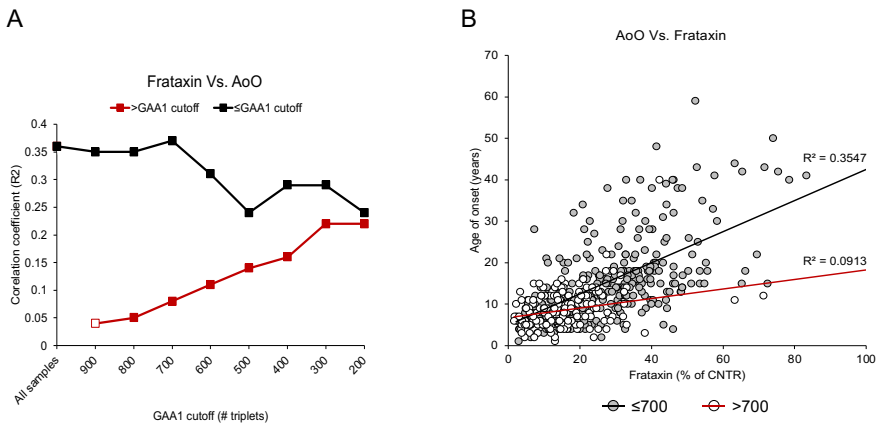 A
Frataxin Vs. AoO
>GAA1 cutoff ≤GAA1 cutoff
0.4
0.35
0.3
0.25
0.2
0.15
0.1
0.05
0
Corelation coefficient (R2)
All samples 900 800 700 600 500 400 300 200
GAA1 cutoff (# triplets)
B
AoO Vs. Frataxin
70
60
50
40
30
20
10
0
Age of onset (years)
R² = 0.3547
R² = 0.0913
0 20 40 60 80 100
Frataxin (% of CNTR)
≤700 >700